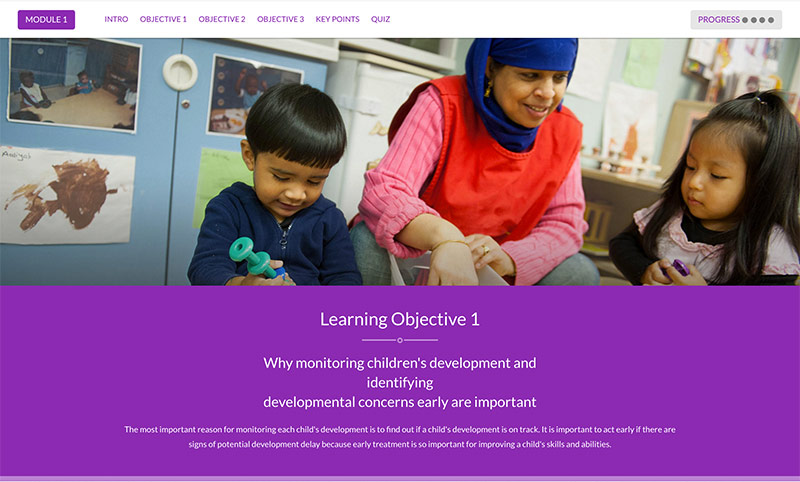 MODULE 1 INTRO OBJECTIVE 1 OBJECTIVE 2 OBJECTIVE 3 KEY POINTS QUIZ PROGRESS
Learning Objective 1
Why monitoring children's development and
identifying
developmental concerns early are important
The most important reason for monitoring each child's development is to find out if a child's development is on track. It is important to act early if there are
signs of potential development delay because early treatment is so important for improving a child's skills and abilities.